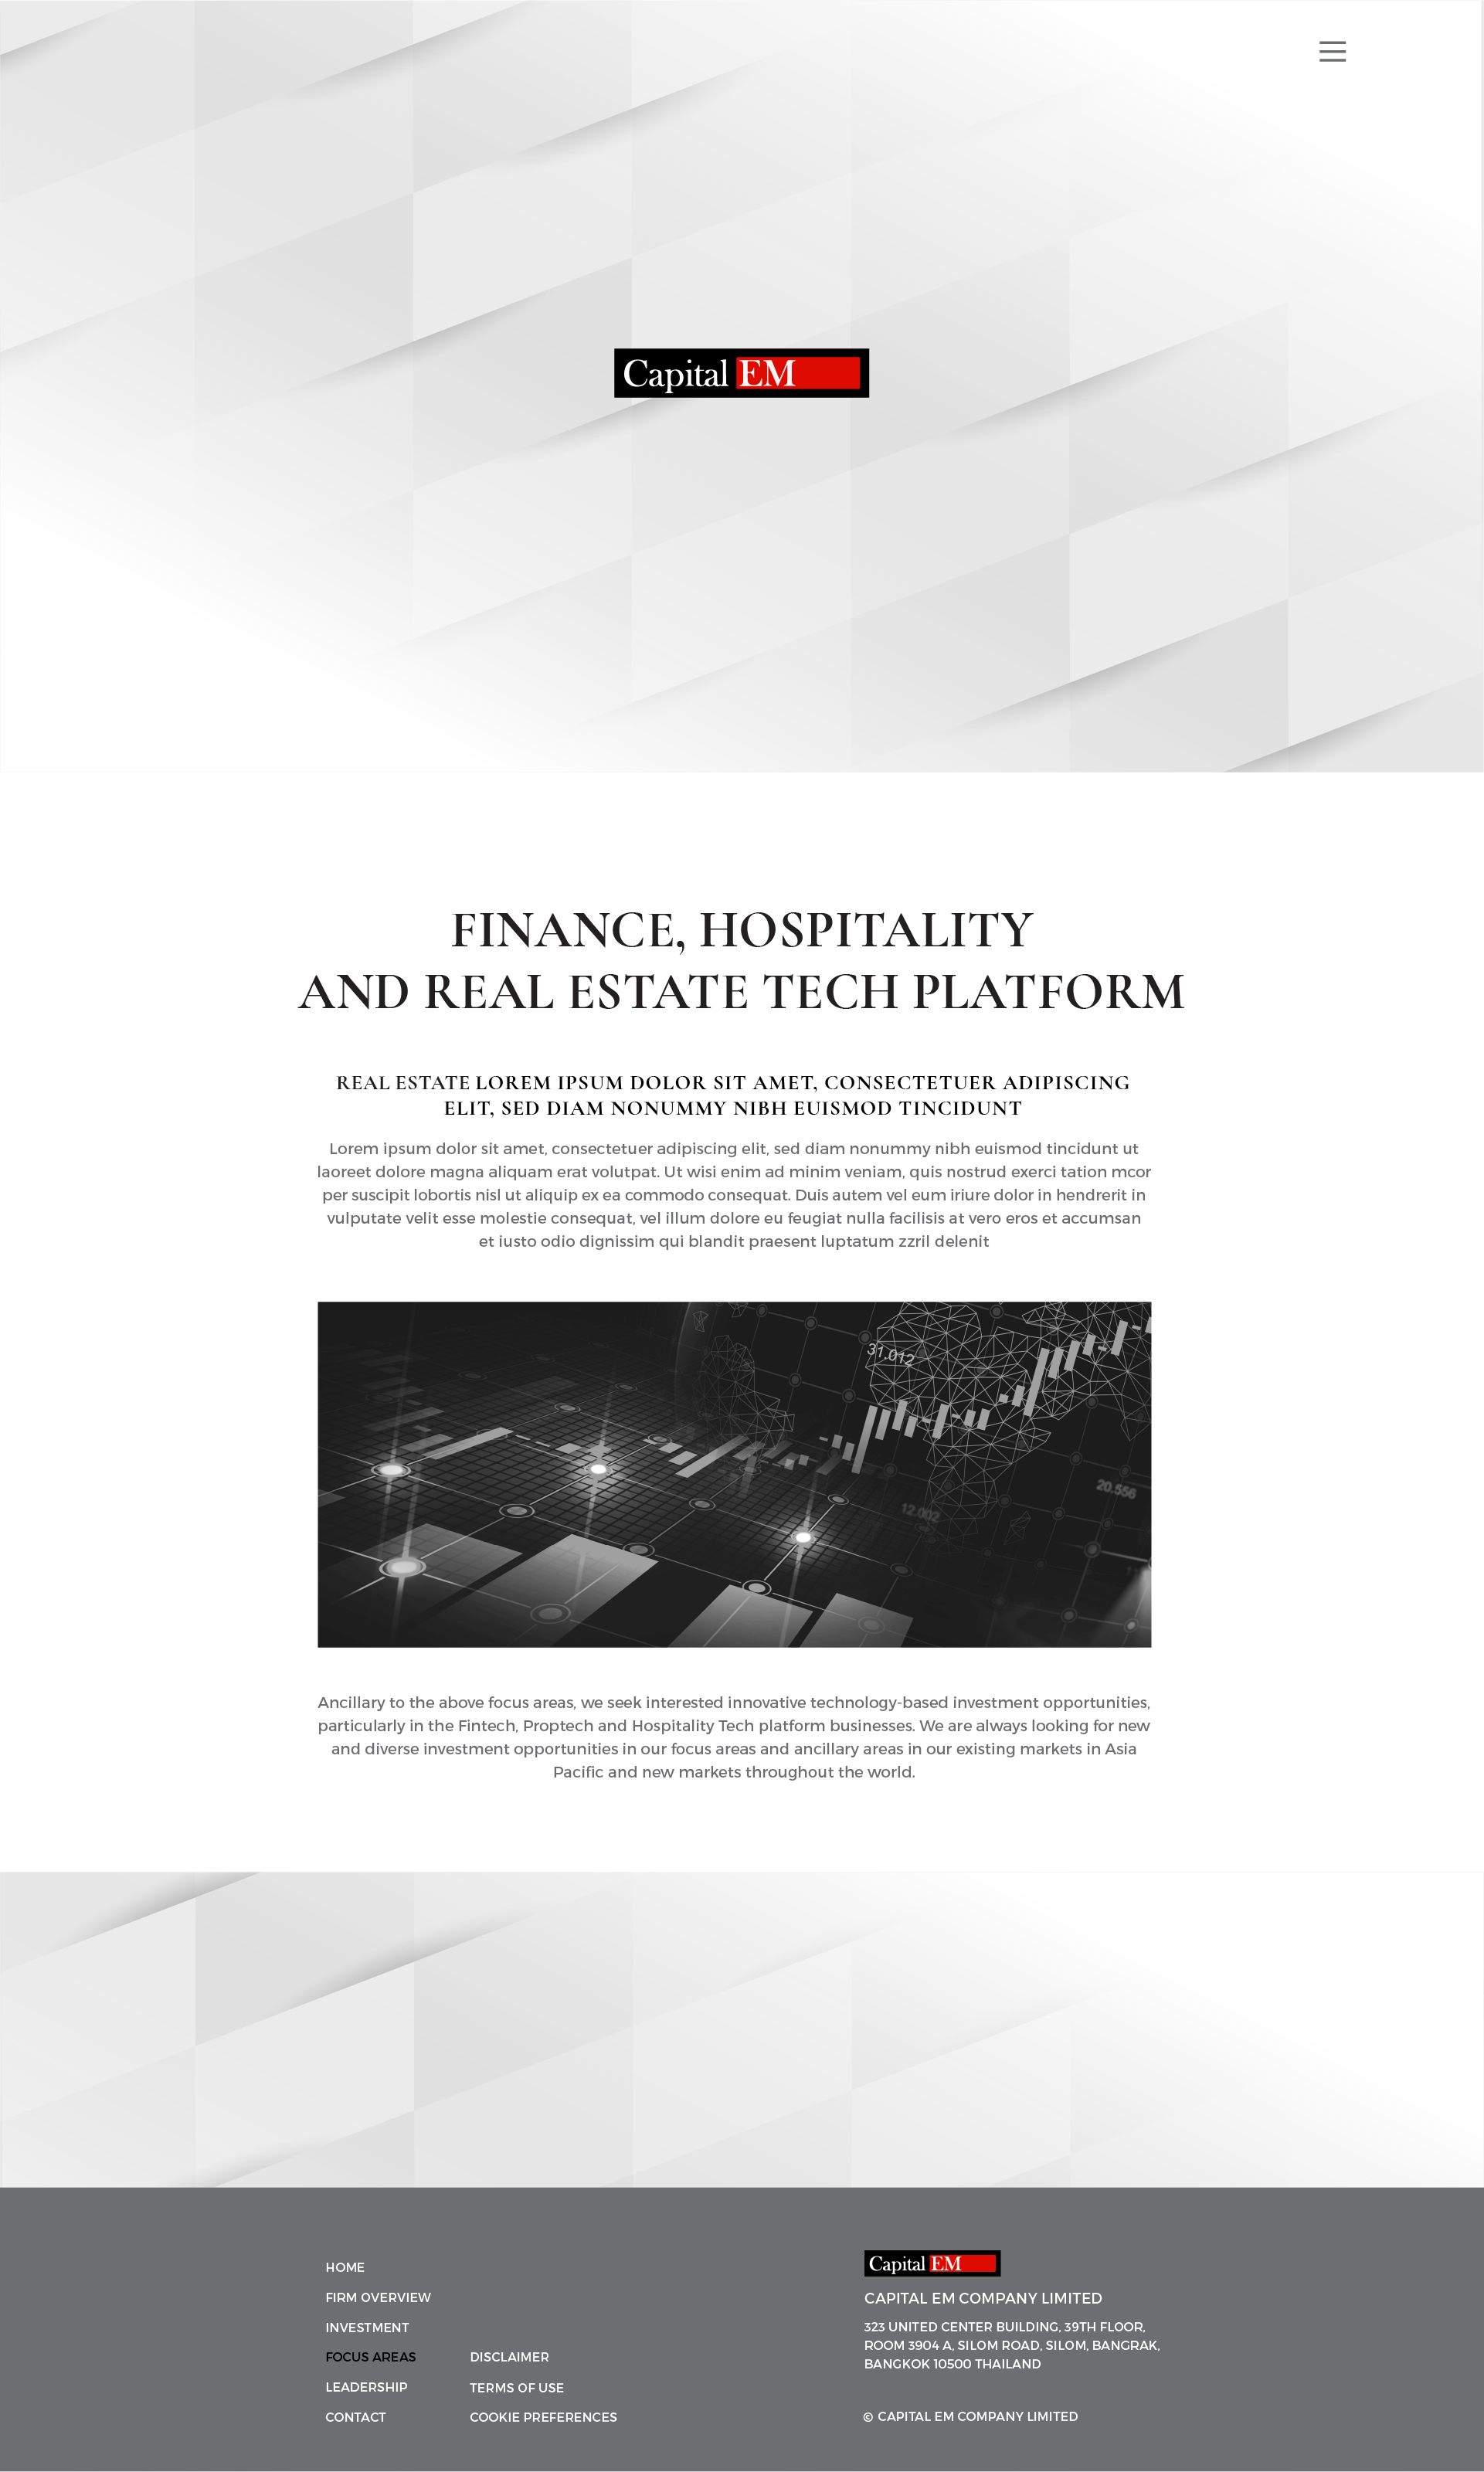 Capital EM
FINANCE, HOSPITALITY
AND REAL ESTATE TECH PLATFORM
REAL ESTATE LOREM IPSUM DOLOR SIT AMET, CONSECTETUER ADIPISCING
ELIT, SED DIAM NONUMMY NIBH EUISMOD TINCIDUNT
Lorem ipsum dolor sit amet, consectetuer adipiscing elit, sed diam nonummy nibh euismod tincidunt ut
laoreet dolore magna aliquam erat volutpat. Ut wisi enim ad minim veniam, quis nostrud exerci tation mcor
per suscipit lobortis nisl ut aliquip ex ea commodo consequat. Duis autem vel eum iriure dolor in hendrerit in
vulputate velit esse molestie consequat, vel illum dolore eu feugiat nulla facilisis at vero eros et accumsan
et iusto odio dignissim qui blandit praesent luptatum zzril delenit
31.012
20.556
12.002
Ancillary to the above focus areas, we seek interested innovative technology-based investment opportunities,
particularly in the Fintech, Proptech and Hospitality Tech platform businesses. We are always looking for new
and diverse investment opportunities in our focus areas and ancillary areas in our existing markets in Asia
Pacific and new markets throughout the world.
HOME
FIRM OVERVIEW
INVESTMENT
FOCUS AREAS
LEADERSHIP
CONTACT
DISCLAIMER
TERMS OF USE
COOKIE PREFERENCES
Capital EM
CAPITAL EM COMPANY LIMITED
323 UNITED CENTER BUILDING, 39TH FLOOR,
ROOM 3904 A, SILOM ROAD, SILOM, BANGRAK,
BANGKOK 10500 THAILAND
© CAPITAL EM COMPANY LIMITED